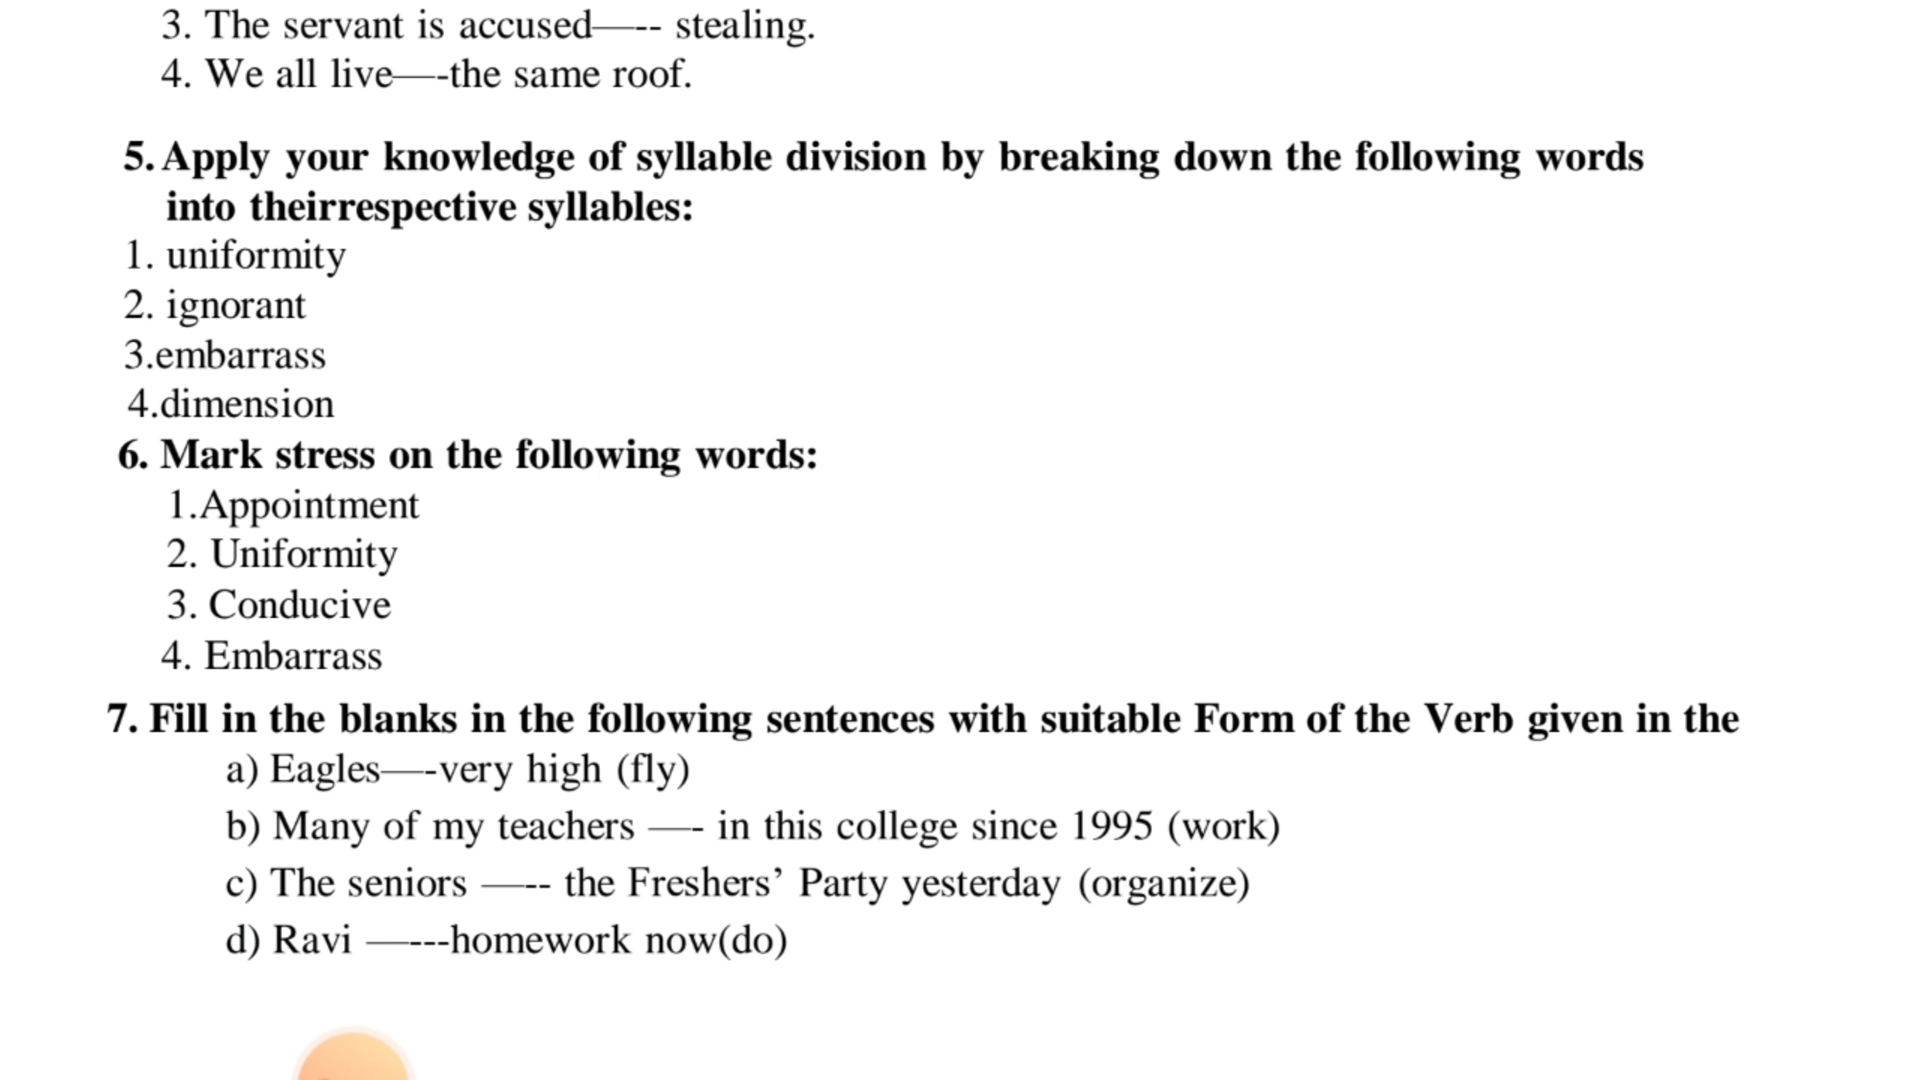 3. The servant is accused—-- stealing.
4. We all live—-the same roof.
5. Apply your knowledge of syllable division by breaking down the following words
into theirrespective syllables:
1. uniformity
2. ignorant
3.embarrass
4.dimension
6. Mark stress on the following words:
1.Appointment
2. Uniformity
3. Conducive
4. Embarrass
7. Fill in the blanks in the following sentences with suitable Form of the Verb given in the
a) Eagles—-very high (fly)
b) Many of my teachers —- in this college since 1995 (work)
c) The seniors —-- the Freshers’ Party yesterday (organize)
d) Ravi —---homework now(do)